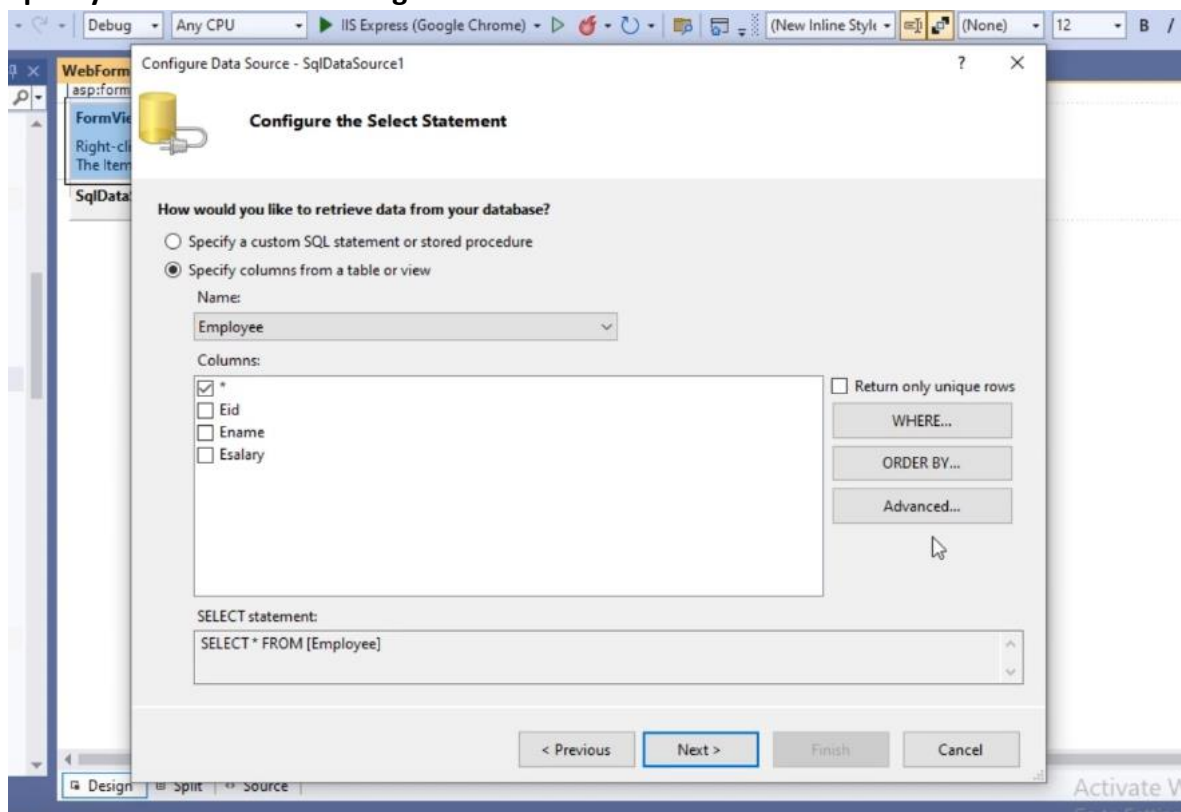 Debug Any CPU IIS Express (Google Chrome) (New Inline Style (None) 12 B I
WebForm
asp:form
FormVie
Right-cli
The Item
SqlData
Configure Data Source - SqlDataSource1 ? ×
Configure the Select Statement
How would you like to retrieve data from your database?
Specify a custom SQL statement or stored procedure
Specify columns from a table or view
Name:
Employee
Columns:
*
Eid
Ename
Esalary
Return only unique rows
WHERE...
ORDER BY...
Advanced...
SELECT statement:
SELECT * FROM [Employee]
< Previous Next > Finish Cancel
Design Split Source
Activate W